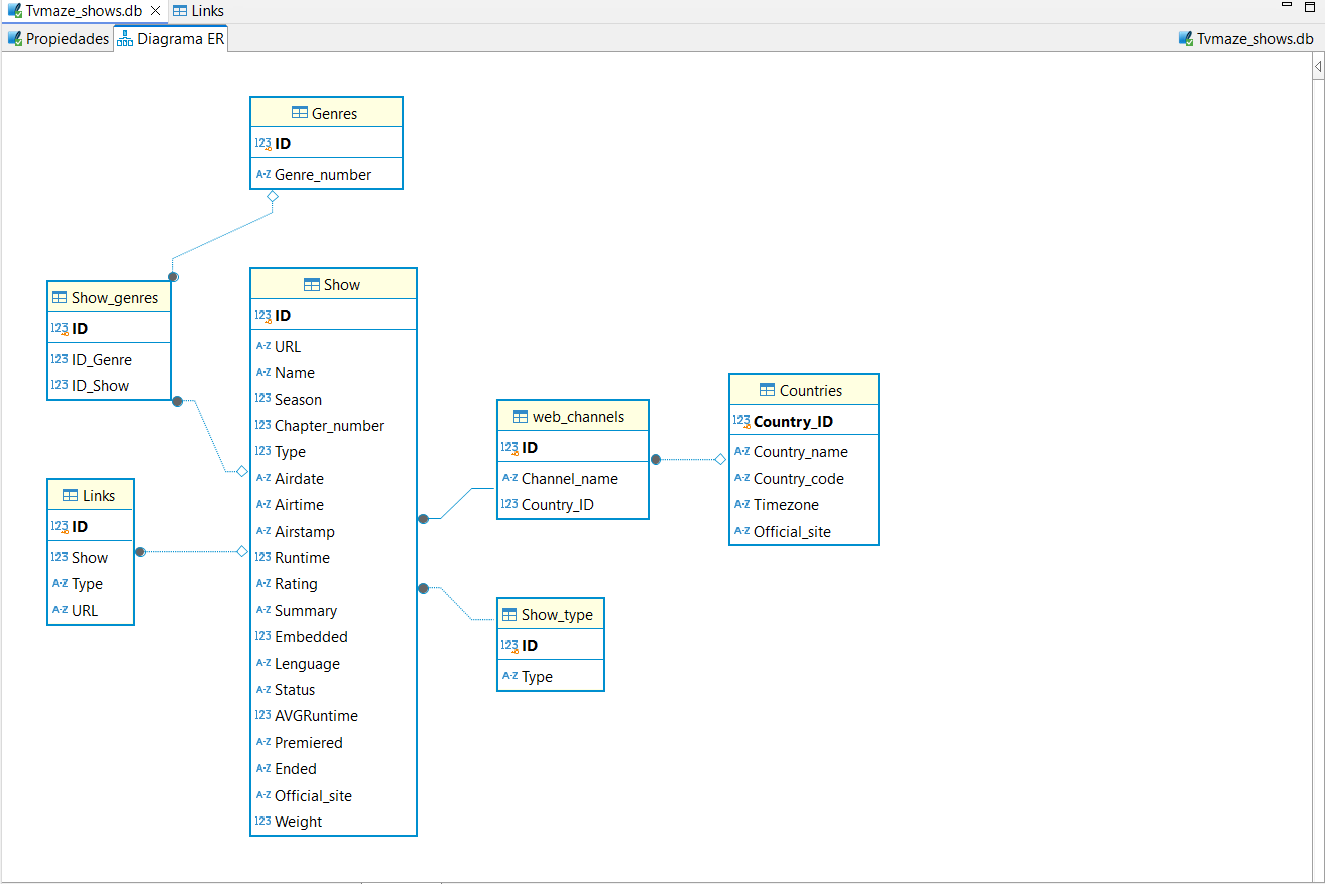 Tvmaze_shows.db
Links
Propiedades
Diagrama ER
Tvmaze_shows.db
Genres
123 ID
A-Z Genre_number
Show_genres
123 ID
123 ID_Genre
123 ID_Show
Links
123 ID
123 Show
A-Z Type
A-Z URL
Show
123 ID
A-Z URL
A-Z Name
123 Season
123 Chapter_number
123 Type
A-Z Airdate
A-Z Airtime
A-Z Airstamp
123 Runtime
A-Z Rating
A-Z Summary
123 Embedded
A-Z Lenguage
A-Z Status
123 AVGRuntime
A-Z Premiered
A-Z Ended
A-Z Official_site
123 Weight
web_channels
123 ID
A-Z Channel_name
123 Country_ID
Show_type
123 ID
A-Z Type
Countries
123 Country_ID
A-Z Country_name
A-Z Country_code
A-Z Timezone
A-Z Official_site